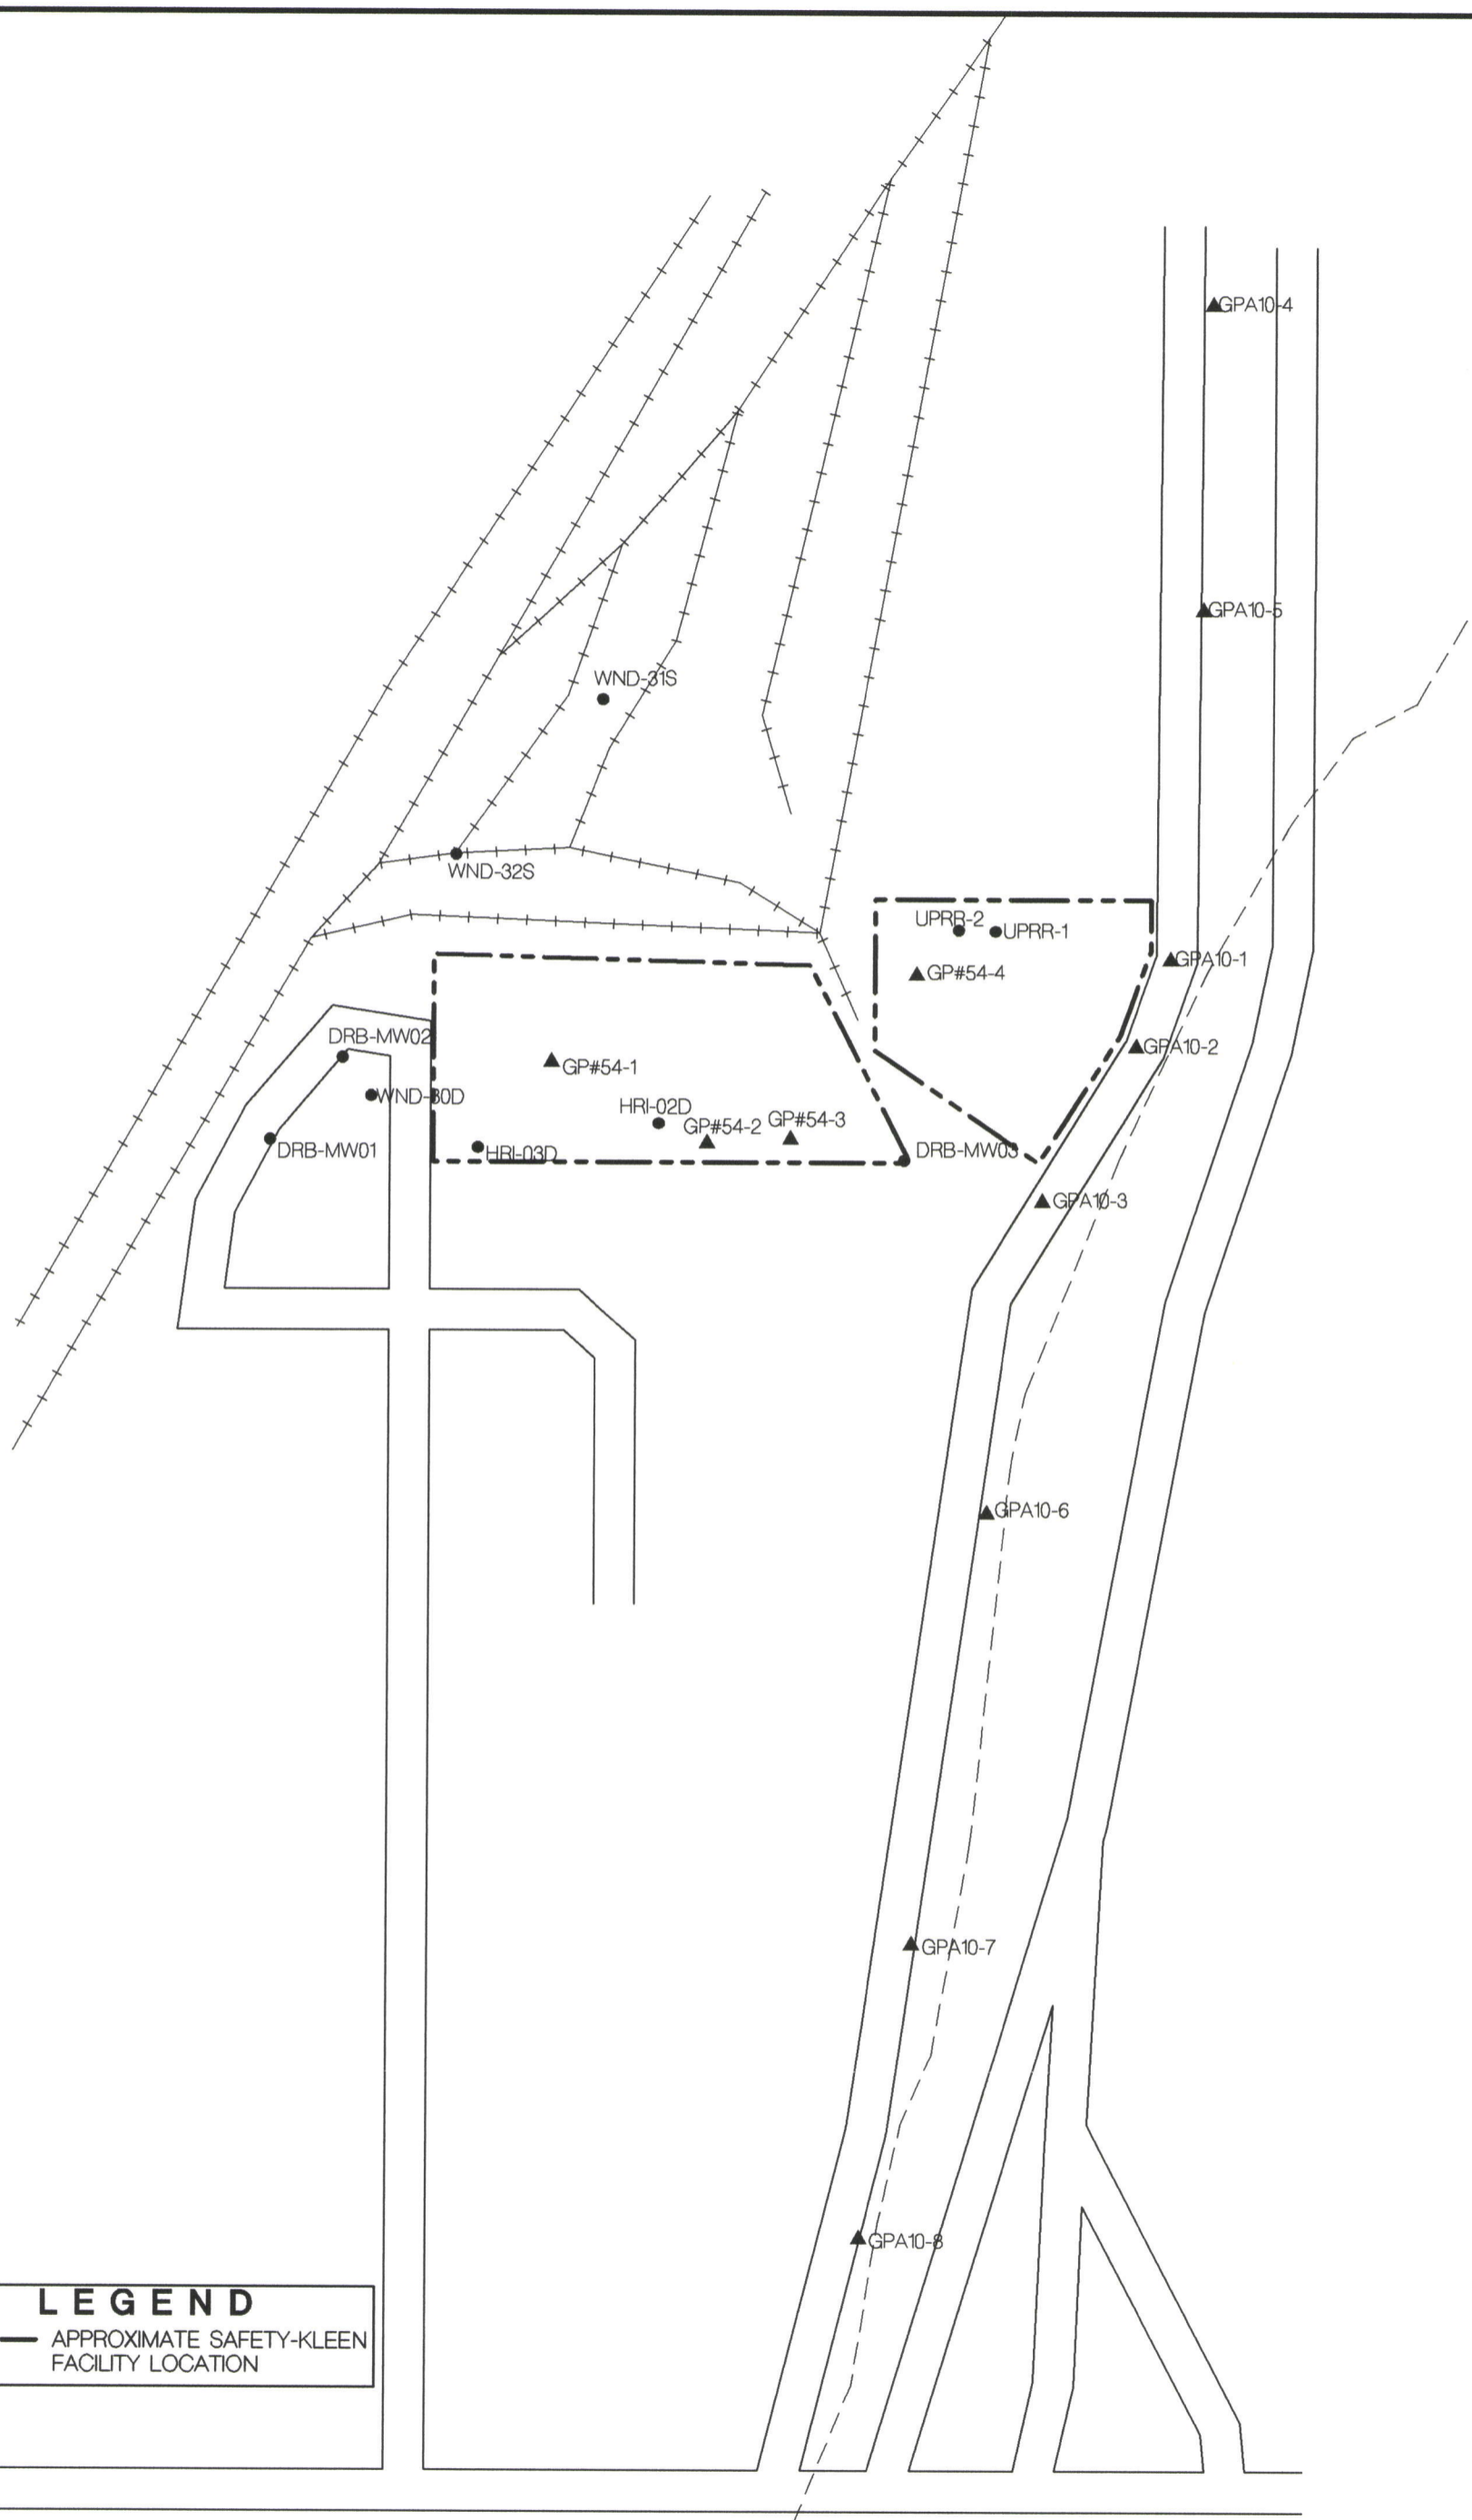 GPA10-4
GPA10-5
WND-31S
WND-32S
UPRR-2
UPRR-1
GPA10-1
GP#54-4
DRB-MW02
GPA10-2
GP#54-1
WND-30D
HRI-02D
GP#54-2
GP#54-3
DRB-MW01
HRI-03D
DRB-MW03
GPA10-3
GPA10-6
GPA10-7
GPA10-8
LEGEND
APPROXIMATE SAFETY-KLEEN
FACILITY LOCATION